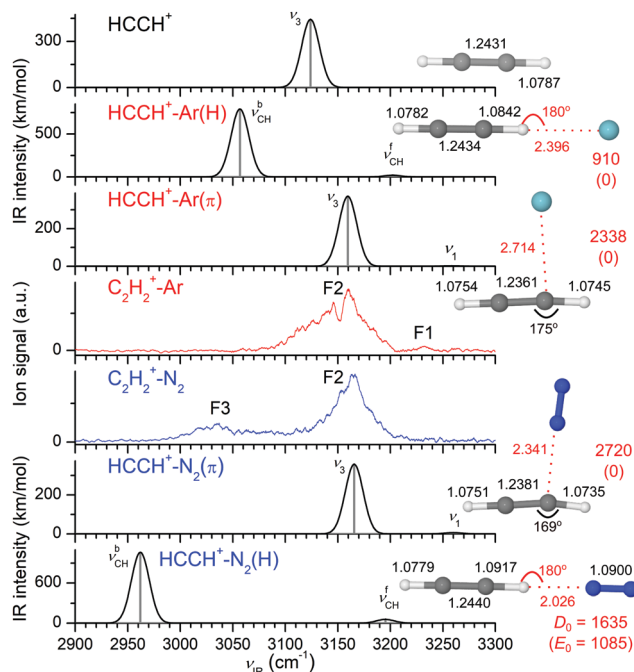 HCCH⁺
ν₃
1.2431
1.0787
300
0
IR intensity (km/mol)
HCCH⁺-Ar(H)
ν_CH^b
ν_CH^f
1.0782 1.0842 180°
1.2434 2.396
910
(0)
500
0
HCCH⁺-Ar(π)
ν₃
ν₁
200
0
2.714
2338
(0)
1.0754 1.2361 1.0745
175°
Ion signal (a.u.)
C₂H₂⁺-Ar
F2
F1
0
C₂H₂⁺-N₂
F2
F3
0
2.341
2720
(0)
1.0751 1.2381 1.0735
169°
IR intensity (km/mol)
HCCH⁺-N₂(π)
ν₃
ν₁
200
0
HCCH⁺-N₂(H)
ν_CH^b
ν_CH^f
600
0
1.0779 1.0917 180° 1.0900
1.2440 2.026
D₀ = 1635
(E₀ = 1085)
2900 2950 3000 3050 3100 3150 3200 3250 3300
ν_IR (cm⁻¹)